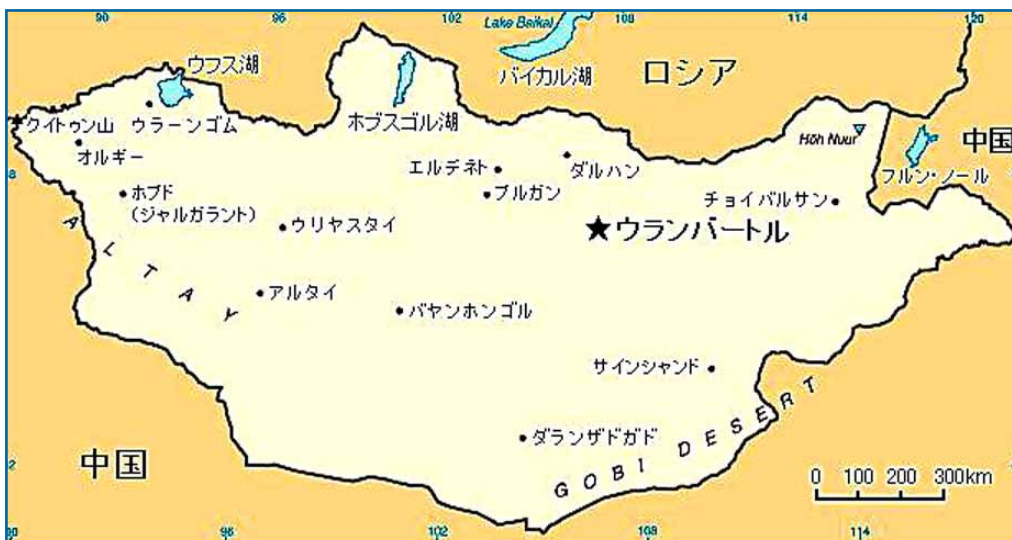 90
96
102
108
114
120
Lake Baikal
バイカル湖
ウフス湖
ホブスゴル湖
ロシア
クイトゥン山
ウラーンゴム
オルギー
ホブド
(ジャルガラント)
エルデネト
ダルハン
ブルガン
Höh Nuur
中国
フルン・ノール
チョイバルサン
8
ウリヤスタイ
ウランバートル
ALTAY
アルタイ
バヤンホンゴル
サインシャンド
ダランザドガド
GOBI DESERT
中国
2
0 100 200 300km
90
96
102
108
114